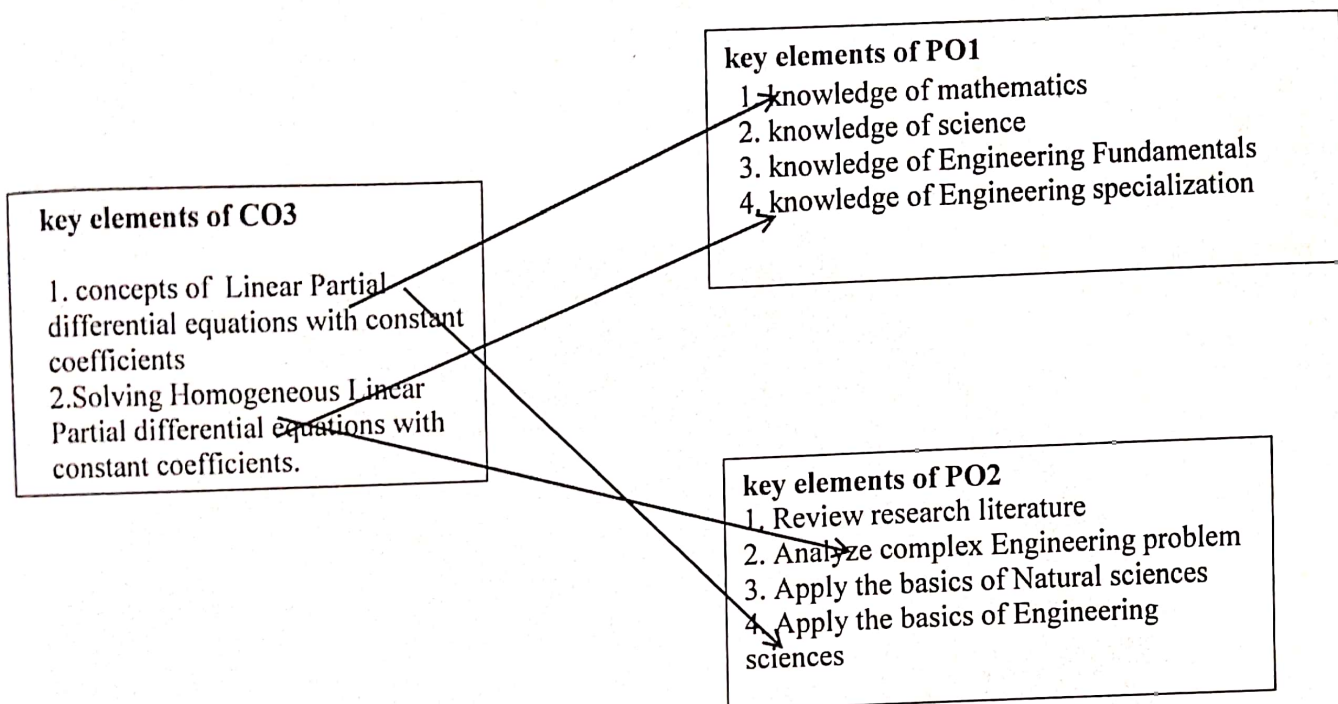 key elements of PO1
1. knowledge of mathematics
2. knowledge of science
3. knowledge of Engineering Fundamentals
4. knowledge of Engineering specialization
key elements of CO3
1. concepts of Linear Partial
differential equations with constant
coefficients
2.Solving Homogeneous Linear
Partial differential equations with
constant coefficients.
key elements of PO2
1. Review research literature
2. Analyze complex Engineering problem
3. Apply the basics of Natural sciences
4. Apply the basics of Engineering
sciences